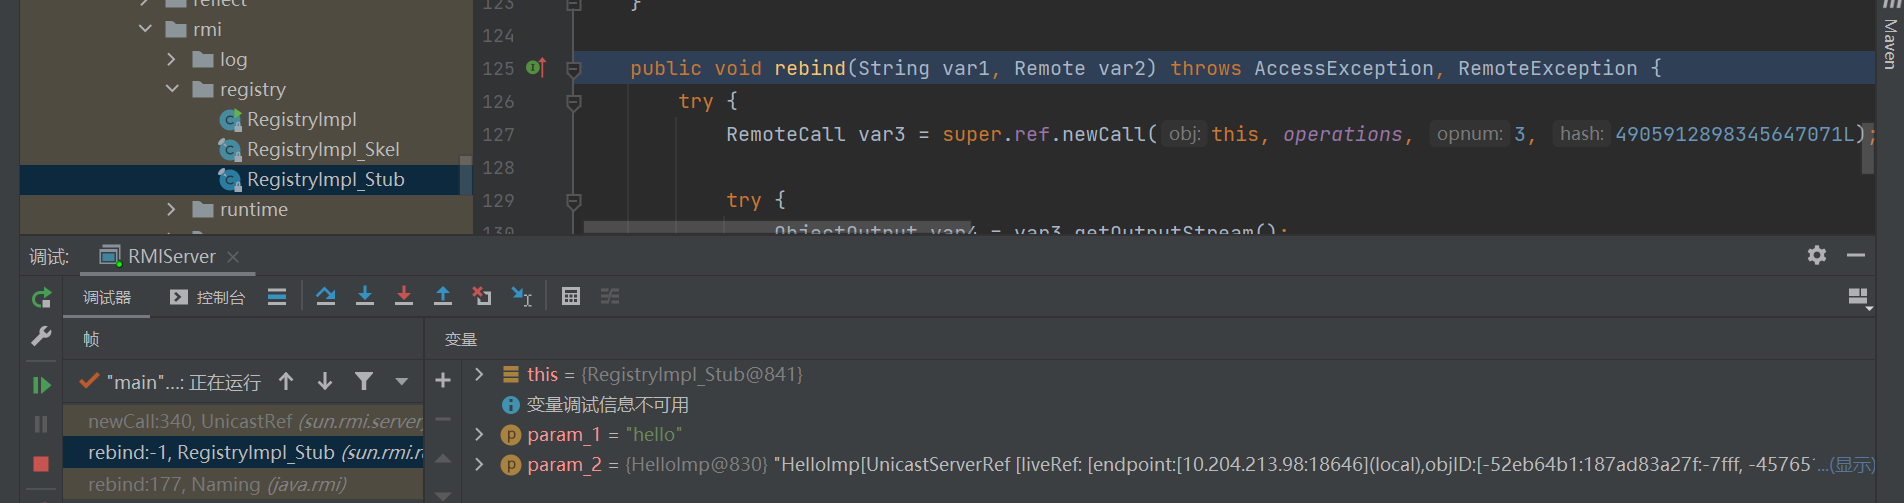 reflect
rmi
log
registry
RegistryImpl
RegistryImpl_Skel
RegistryImpl_Stub
runtime
123 }
124
125 public void rebind(String var1, Remote var2) throws AccessException, RemoteException {
126 try {
127 RemoteCall var3 = super.ref.newCall( obj: this, operations, opnum: 3, hash: 4905912898345647071L);
128
129 try {
130 ObjectOutput var4 = var3.getOutputStream();
Maven
调试: RMIServer
调试器 控制台
帧 变量
"main"...: 正在运行
newCall:340, UnicastRef (sun.rmi.server)
rebind:-1, RegistryImpl_Stub (sun.rmi.r
rebind:177, Naming (java.rmi)
this = {RegistryImpl_Stub@841}
变量调试信息不可用
param_1 = "hello"
param_2 = {HelloImp@830} "HelloImp[UnicastServerRef [liveRef: [endpoint:[10.204.213.98:18646](local),objID:[-52eb64b1:187ad83a27f:-7fff, -45765...(显示)